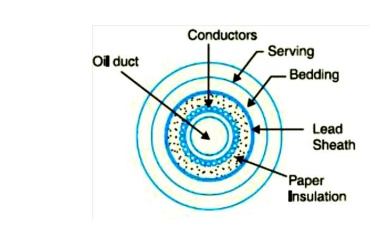 Conductors
Serving
Oil duct
Bedding
Lead
Sheath
Paper
Insulation